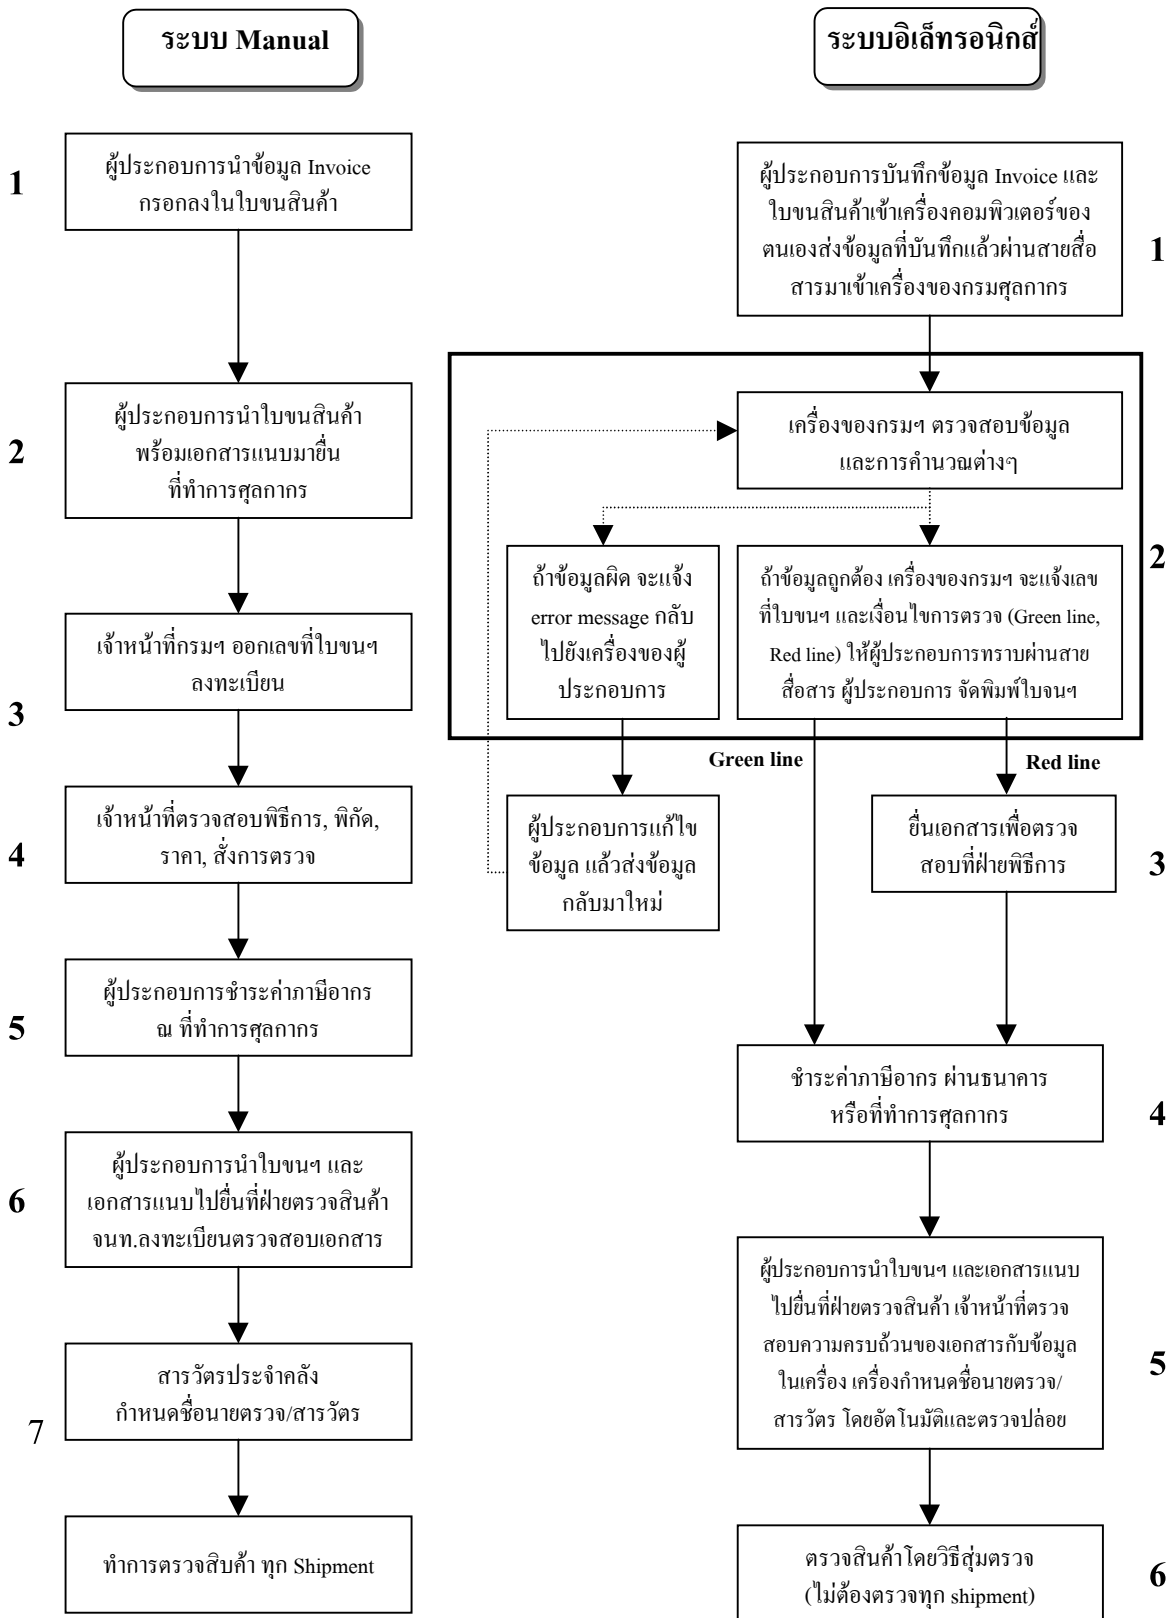 ระบบ Manual
1
ผู้ประกอบการนำข้อมูล Invoice
กรอกลงในใบขนสินค้า
2
ผู้ประกอบการนำใบขนสินค้า
พร้อมเอกสารแนบมายื่น
ที่ทำการศุลกากร
เจ้าหน้าที่กรมฯ ออกเลขที่ใบขนฯ
ลงทะเบียน
3
เจ้าหน้าที่ตรวจสอบพิธีการ, พิกัด,
ราคา, สั่งการตรวจ
4
ผู้ประกอบการชำระค่าภาษีอากร
ณ ที่ทำการศุลกากร
5
ผู้ประกอบการนำใบขนฯ และ
เอกสารแนบไปยื่นที่ฝ่ายตรวจสินค้า
จนท.ลงทะเบียนตรวจสอบเอกสาร
6
สารวัตรประจำคลัง
กำหนดชื่อนายตรวจ/สารวัตร
7
ทำการตรวจสิบค้า ทุก Shipment
ระบบอิเล็ทรอนิกส์
ผู้ประกอบการบันทึกข้อมูล Invoice และ
ใบขนสินค้าเข้าเครื่องคอมพิวเตอร์ของ
ตนเองส่งข้อมูลที่บันทึกแล้วผ่านสายสื่อ
สารมาเข้าเครื่องของกรมศุลกากร
1
เครื่องของกรมฯ ตรวจสอบข้อมูล
และการคำนวณต่างๆ
ถ้าข้อมูลผิด จะแจ้ง
error message กลับ
ไปยังเครื่องของผู้
ประกอบการ
ถ้าข้อมูลถูกต้อง เครื่องของกรมฯ จะแจ้งเลข
ที่ใบขนฯ และเงื่อนไขการตรวจ (Green line,
Red line) ให้ผู้ประกอบการทราบผ่านสาย
สื่อสาร ผู้ประกอบการ จัดพิมพ์ใบจนฯ
2
Green line
Red line
ผู้ประกอบการแก้ไข
ข้อมูล แล้วส่งข้อมูล
กลับมาใหม่
ยื่นเอกสารเพื่อตรวจ
สอบที่ฝ่ายพิธีการ
3
ชำระค่าภาษีอากร ผ่านธนาคาร
หรือที่ทำการศุลกากร
4
ผู้ประกอบการนำใบขนฯ และเอกสารแนบ
ไปยื่นที่ฝ่ายตรวจสินค้า เจ้าหน้าที่ตรวจ
สอบความครบถ้วนของเอกสารกับข้อมูล
ในเครื่อง เครื่องกำหนดชื่อนายตรวจ/
สารวัตร โดยอัตโนมัติและตรวจปล่อย
5
ตรวจสินค้าโดยวิธีสุ่มตรวจ
(ไม่ต้องตรวจทุก shipment)
6